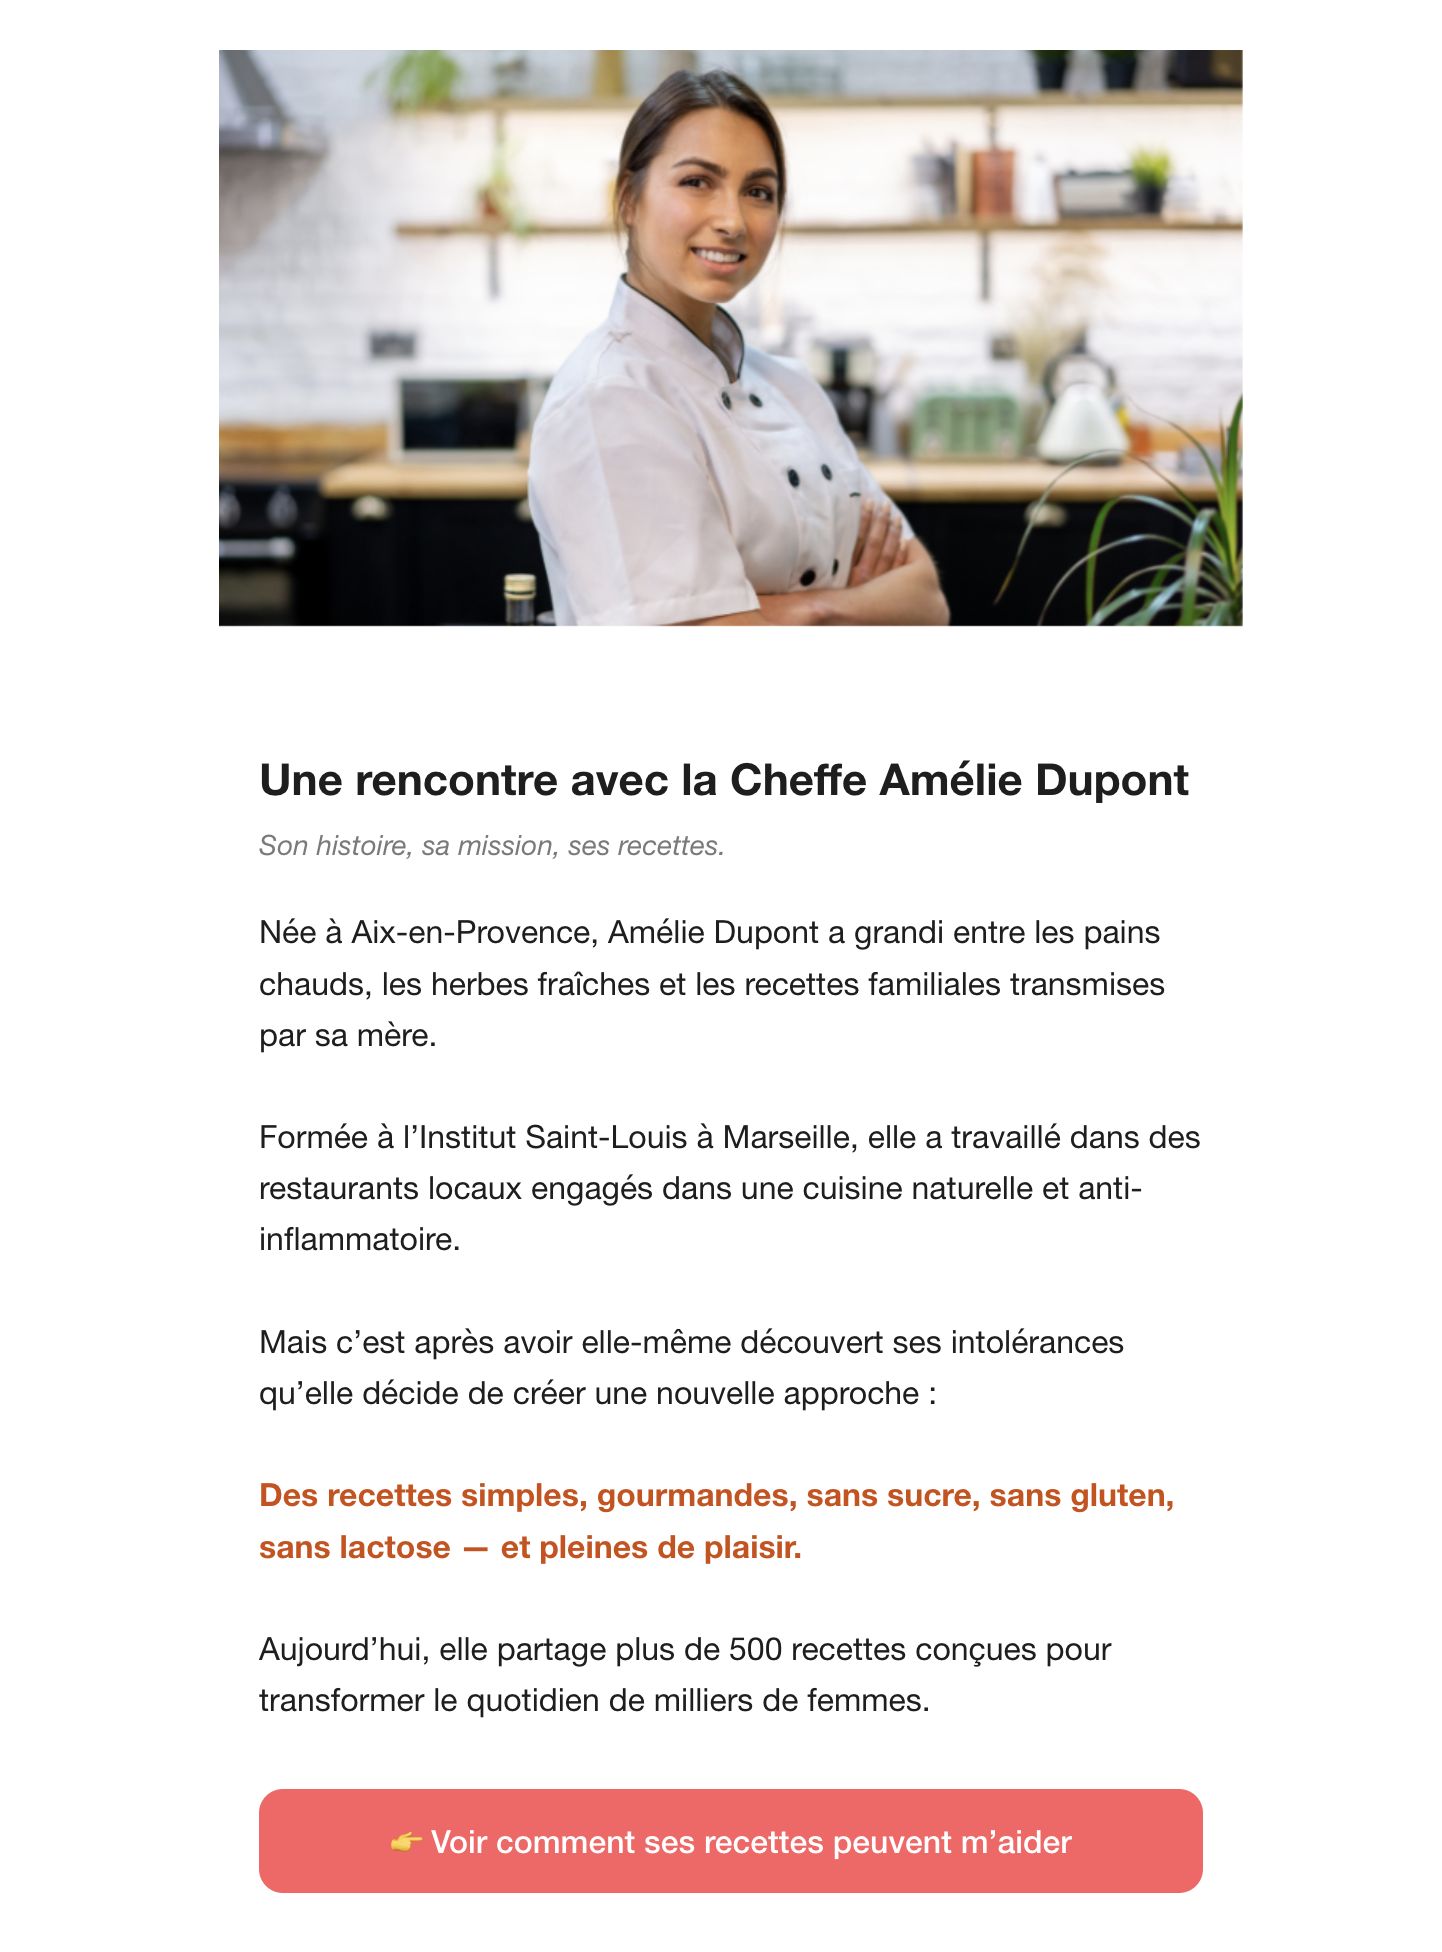 Une rencontre avec la Cheffe Amélie Dupont
Son histoire, sa mission, ses recettes.
Née à Aix-en-Provence, Amélie Dupont a grandi entre les pains
chauds, les herbes fraîches et les recettes familiales transmises
par sa mère.
Formée à l’Institut Saint-Louis à Marseille, elle a travaillé dans des
restaurants locaux engagés dans une cuisine naturelle et anti-
inflammatoire.
Mais c’est après avoir elle-même découvert ses intolérances
qu’elle décide de créer une nouvelle approche :
Des recettes simples, gourmandes, sans sucre, sans gluten,
sans lactose — et pleines de plaisir.
Aujourd’hui, elle partage plus de 500 recettes conçues pour
transformer le quotidien de milliers de femmes.
👉 Voir comment ses recettes peuvent m’aider